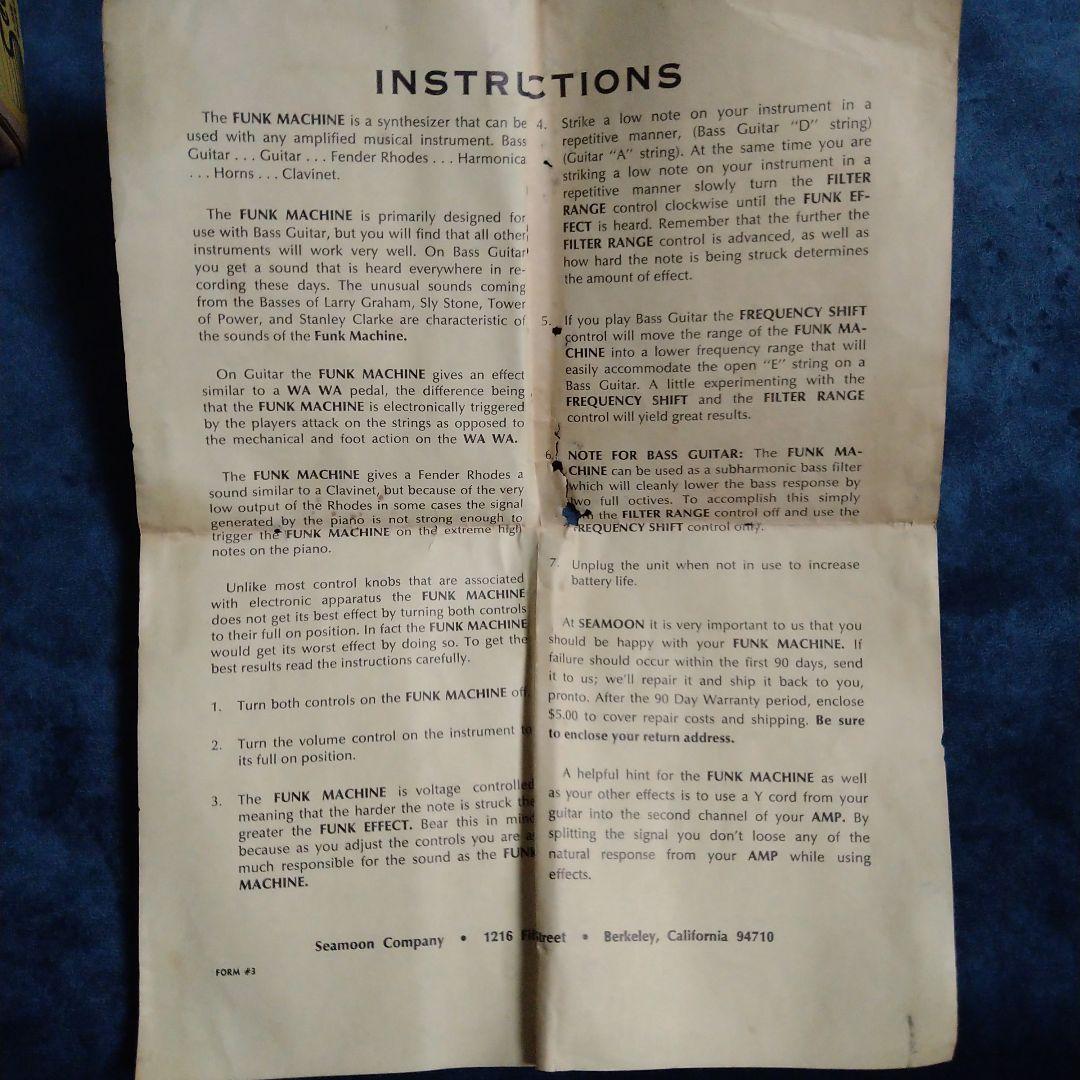 INSTRUCTIONS
The FUNK MACHINE is a synthesizer that can be
used with any amplified musical instrument. Bass
Guitar . . . Guitar . . . Fender Rhodes . . . Harmonica
. . . Horns . . . Clavinet.
The FUNK MACHINE is primarily designed for
use with Bass Guitar, but you will find that all other
instruments will work very well. On Bass Guitar
you get a sound that is heard everywhere in re-
cording these days. The unusual sounds coming
from the Basses of Larry Graham, Sly Stone, Tower
of Power, and Stanley Clarke are characteristic of
the sounds of the Funk Machine.
On Guitar the FUNK MACHINE gives an effect
similar to a WA WA pedal, the difference being
that the FUNK MACHINE is electronically triggered
by the players attack on the strings as opposed to
the mechanical and foot action on the WA WA.
The FUNK MACHINE gives a Fender Rhodes a
sound similar to a Clavinet, but because of the very
low output of the Rhodes in some cases the signal
generated by the piano is not strong enough to
trigger the FUNK MACHINE on the extreme high
notes on the piano.
Unlike most control knobs that are associated
with electronic apparatus the FUNK MACHINE
does not get its best effect by turning both controls
to their full on position. In fact the FUNK MACHINE
would get its worst effect by doing so. To get the
best results read the instructions carefully.
1. Turn both controls on the FUNK MACHINE off.
2. Turn the volume control on the instrument to
its full on position.
3. The FUNK MACHINE is voltage controlled
meaning that the harder the note is struck the
greater the FUNK EFFECT. Bear this in mind
because as you adjust the controls you are as
much responsible for the sound as the FUNK
MACHINE.
4. Strike a low note on your instrument in a
repetitive manner, (Bass Guitar "D" string)
(Guitar "A" string). At the same time you are
striking a low note on your instrument in a
repetitive manner slowly turn the FILTER
RANGE control clockwise until the FUNK EF-
FECT is heard. Remember that the further the
FILTER RANGE control is advanced, as well as
how hard the note is being struck determines
the amount of effect.
5. If you play Bass Guitar the FREQUENCY SHIFT
control will move the range of the FUNK MA-
CHINE into a lower frequency range that will
easily accommodate the open "E" string on a
Bass Guitar. A little experimenting with the
FREQUENCY SHIFT and the FILTER RANGE
control will yield great results.
6. NOTE FOR BASS GUITAR: The FUNK MA-
CHINE can be used as a subharmonic bass filter
which will cleanly lower the bass response by
two full octives. To accomplish this simply
the FILTER RANGE control off and use the
FREQUENCY SHIFT control only.
7. Unplug the unit when not in use to increase
battery life.
At SEAMOON it is very important to us that you
should be happy with your FUNK MACHINE. If
failure should occur within the first 90 days, send
it to us; we'll repair it and ship it back to you,
pronto. After the 90 Day Warranty period, enclose
$5.00 to cover repair costs and shipping. Be sure
to enclose your return address.
A helpful hint for the FUNK MACHINE as well
as your other effects is to use a Y cord from your
guitar into the second channel of your AMP. By
splitting the signal you don't loose any of the
natural response from your AMP while using
effects.
Seamoon Company • 1216 Street • Berkeley, California 94710
FORM #3